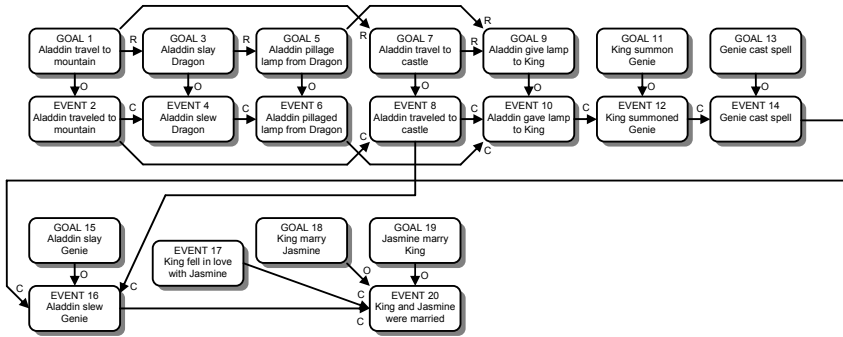 GOAL 1
Aladdin travel to
mountain
R
GOAL 3
Aladdin slay
Dragon
R
GOAL 5
Aladdin pillage
lamp from Dragon
R
GOAL 7
Aladdin travel to
castle
R
R
GOAL 9
Aladdin give lamp
to King
GOAL 11
King summon
Genie
GOAL 13
Genie cast spell
O
O
O
O
O
O
O
EVENT 2
Aladdin traveled to
mountain
C
EVENT 4
Aladdin slew
Dragon
C
EVENT 6
Aladdin pillaged
lamp from Dragon
C
EVENT 8
Aladdin traveled to
castle
C
C
EVENT 10
Aladdin gave lamp
to King
C
EVENT 12
King summoned
Genie
C
EVENT 14
Genie cast spell
GOAL 15
Aladdin slay
Genie
O
EVENT 17
King fell in love
with Jasmine
GOAL 18
King marry
Jasmine
O
GOAL 19
Jasmine marry
King
O
C
EVENT 16
Aladdin slew
Genie
C
C
C
EVENT 20
King and Jasmine
were married